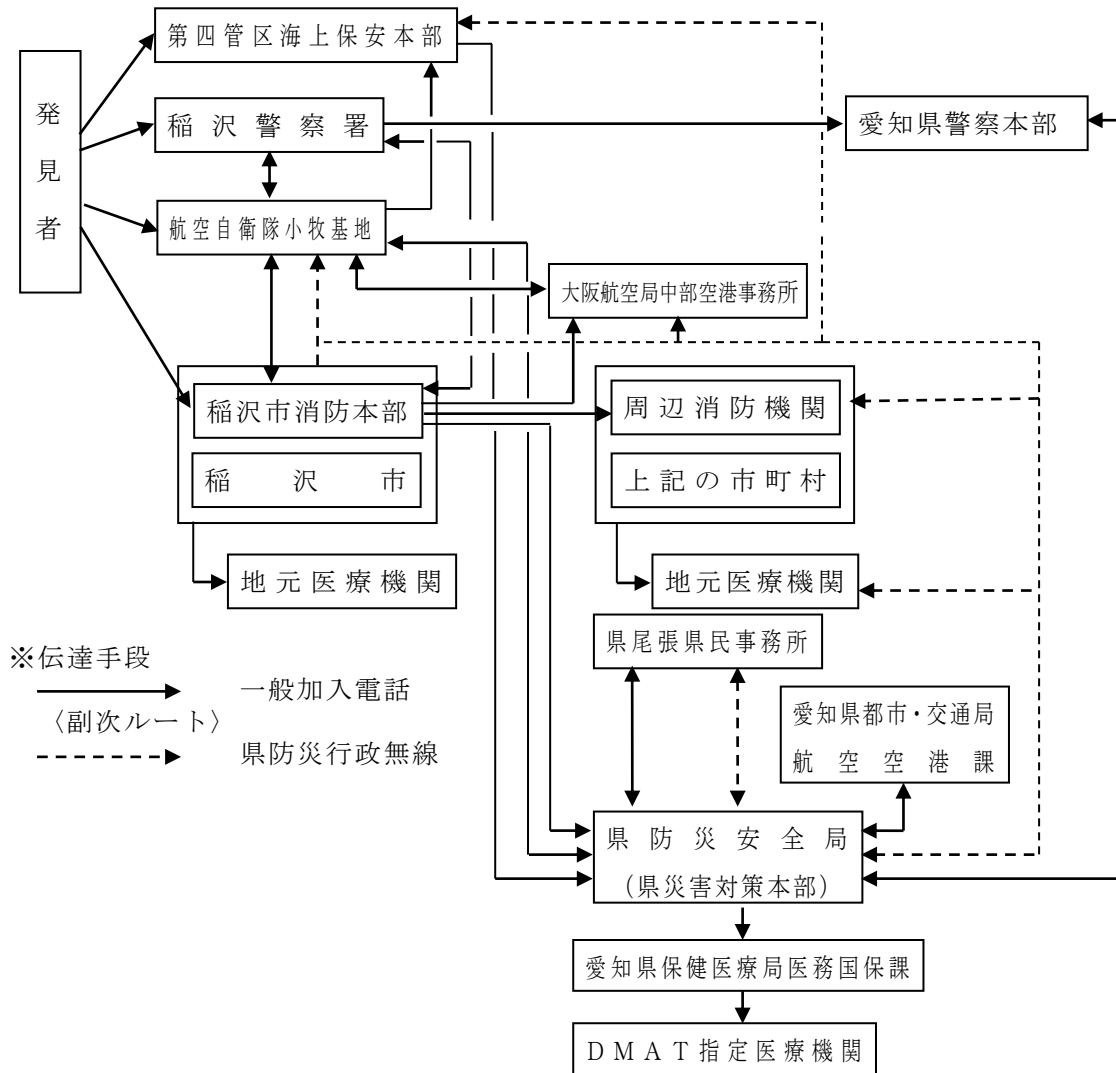 第四管区海上保安本部
発見者
稲沢警察署
愛知県警察本部
航空自衛隊小牧基地
大阪航空局中部空港事務所
稲沢市消防本部
周辺消防機関
稲沢市
上記の市町村
地元医療機関
地元医療機関
県尾張県民事務所
※伝達手段
一般加入電話
〈副次ルート〉
県防災行政無線
愛知県都市・交通局
航空空港課
県防災安全局
（県災害対策本部）
愛知県保健医療局医務国保課
ＤＭＡＴ指定医療機関